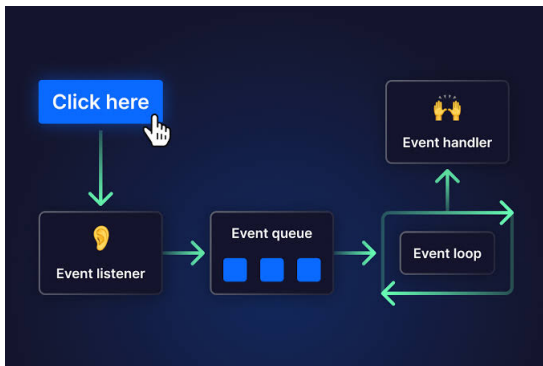 Click here
Event handler
Event listener
Event queue
Event loop